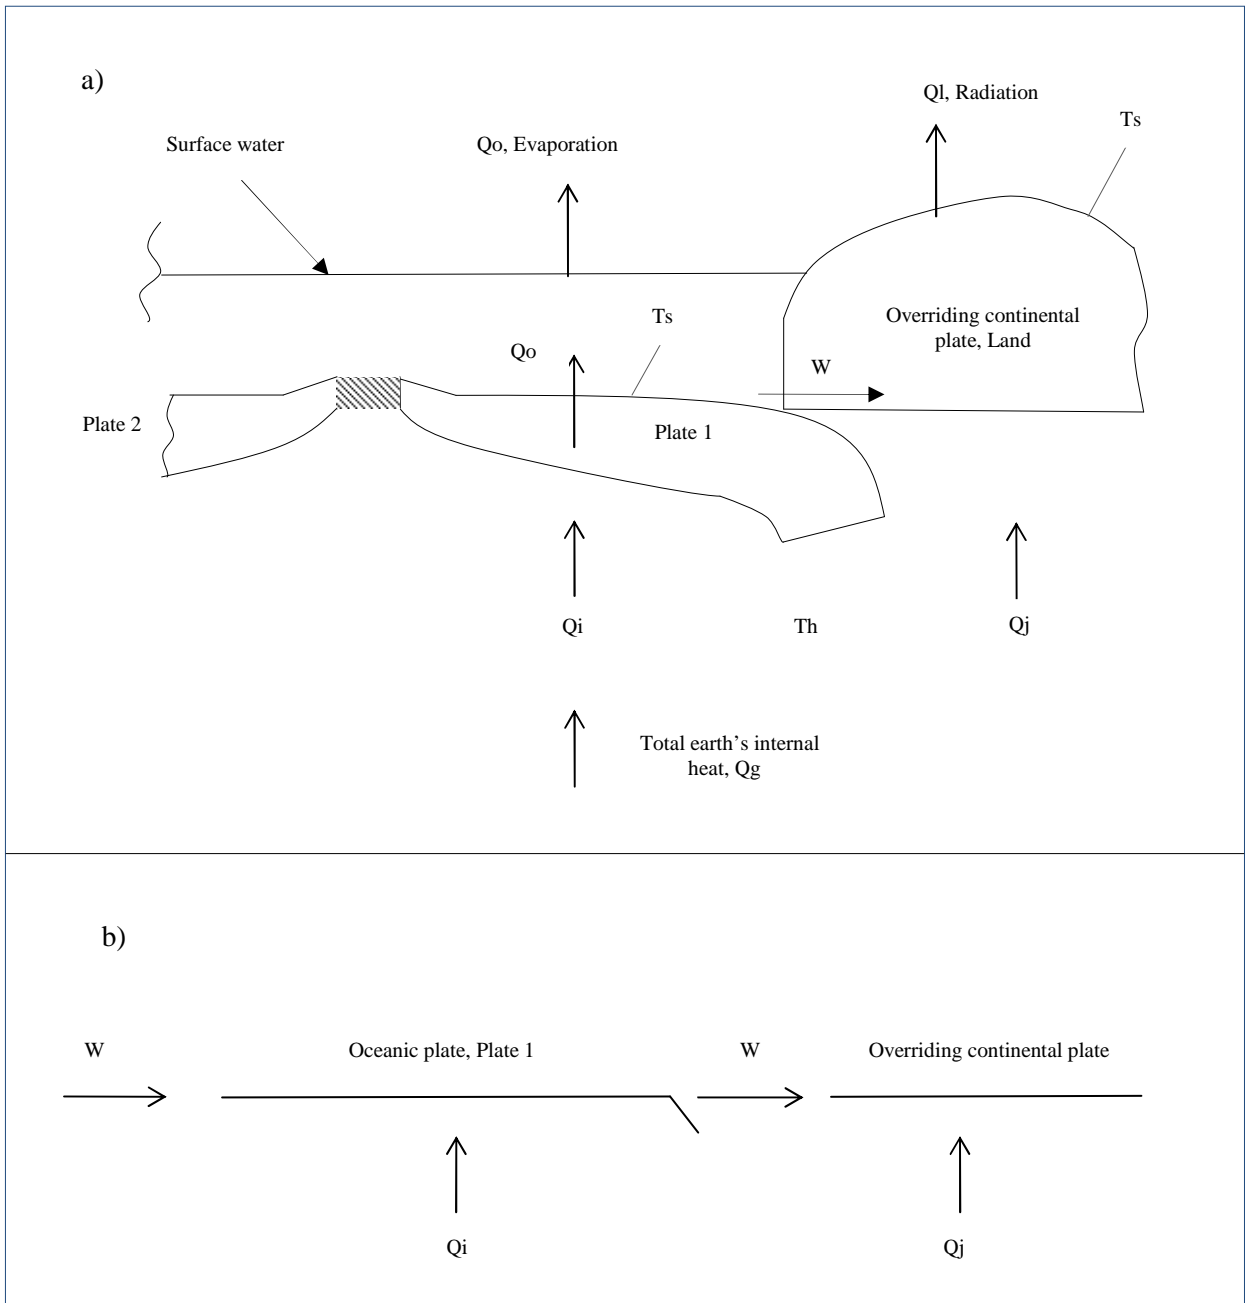 a)
Ql, Radiation
Ts
Surface water
Qo, Evaporation
Ts
Overriding continental
plate, Land
Qo
W
Plate 2
Plate 1
Qi
Th
Qj
Total earth’s internal
heat, Qg
b)
W
Oceanic plate, Plate 1
W
Overriding continental plate
Qi
Qj